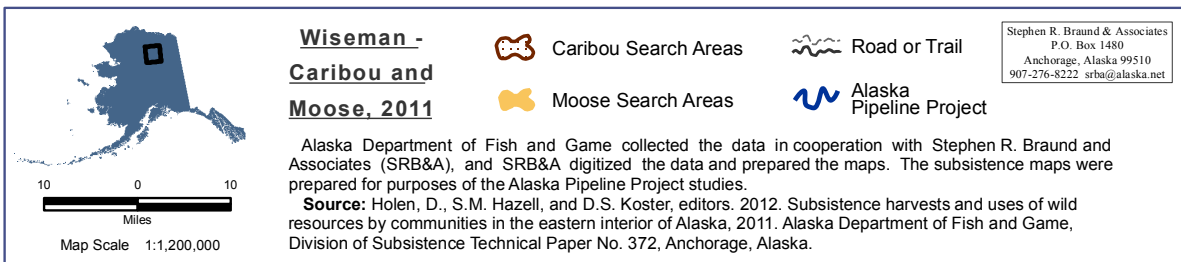 Wiseman -
Caribou and
Moose, 2011
Caribou Search Areas
Moose Search Areas
Road or Trail
Alaska
Pipeline Project
Stephen R. Braund & Associates
P.O. Box 1480
Anchorage, Alaska 99510
907-276-8222 srba@alaska.net
Alaska Department of Fish and Game collected the data in cooperation with Stephen R. Braund and
Associates (SRB&A), and SRB&A digitized the data and prepared the maps. The subsistence maps were
prepared for purposes of the Alaska Pipeline Project studies.
Source: Holen, D., S.M. Hazell, and D.S. Koster, editors. 2012. Subsistence harvests and uses of wild
resources by communities in the eastern interior of Alaska, 2011. Alaska Department of Fish and Game,
Division of Subsistence Technical Paper No. 372, Anchorage, Alaska.
10 0 10
Miles
Map Scale 1:1,200,000